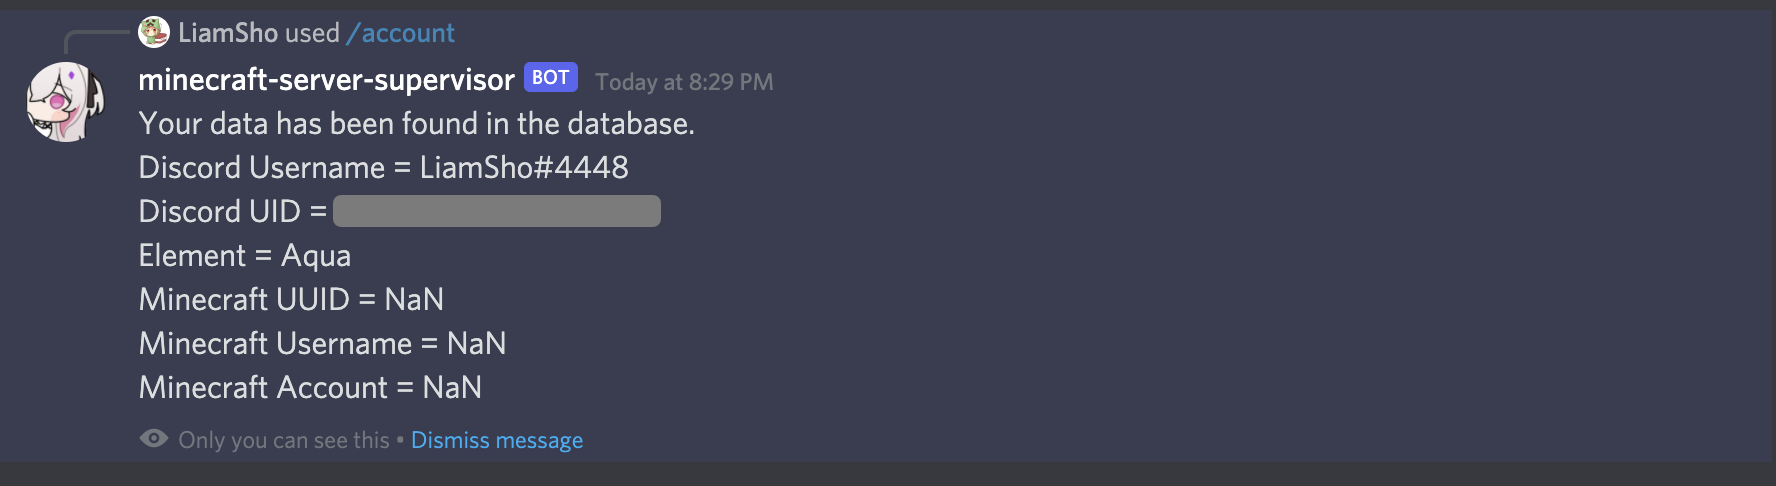 LiamSho used /account
minecraft-server-supervisor BOT Today at 8:29 PM
Your data has been found in the database.
Discord Username = LiamSho#4448
Discord UID =
Element = Aqua
Minecraft UUID = NaN
Minecraft Username = NaN
Minecraft Account = NaN
Only you can see this • Dismiss message